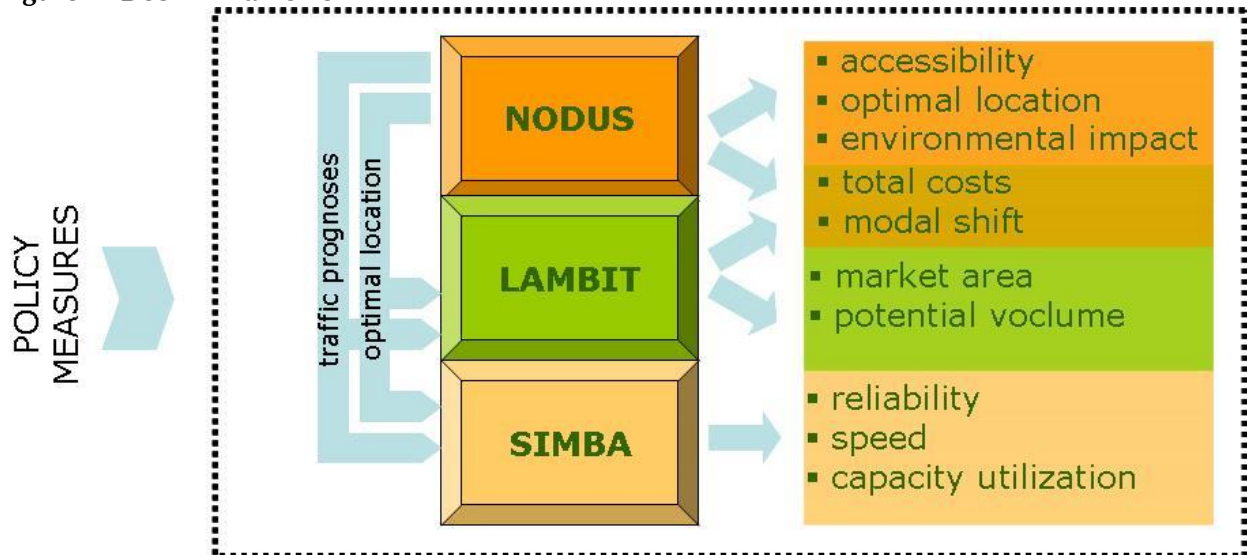 POLICY
MEASURES
traffic prognoses
optimal location
NODUS
LAMBIT
SIMBA
▪ accessibility
▪ optimal location
▪ environmental impact
▪ total costs
▪ modal shift
▪ market area
▪ potential voclume
▪ reliability
▪ speed
▪ capacity utilization